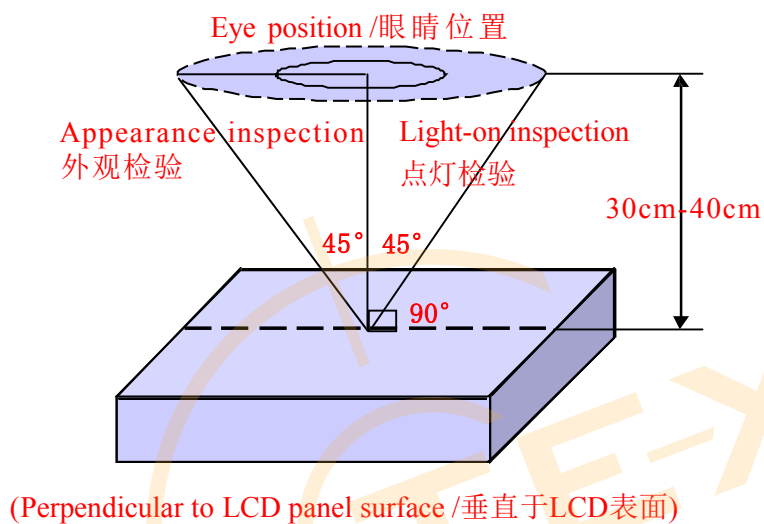 Eye position /眼睛位置
Appearance inspection
外观检验
Light-on inspection
点灯检验
30cm-40cm
45° 45°
90°
(Perpendicular to LCD panel surface /垂直于LCD表面)